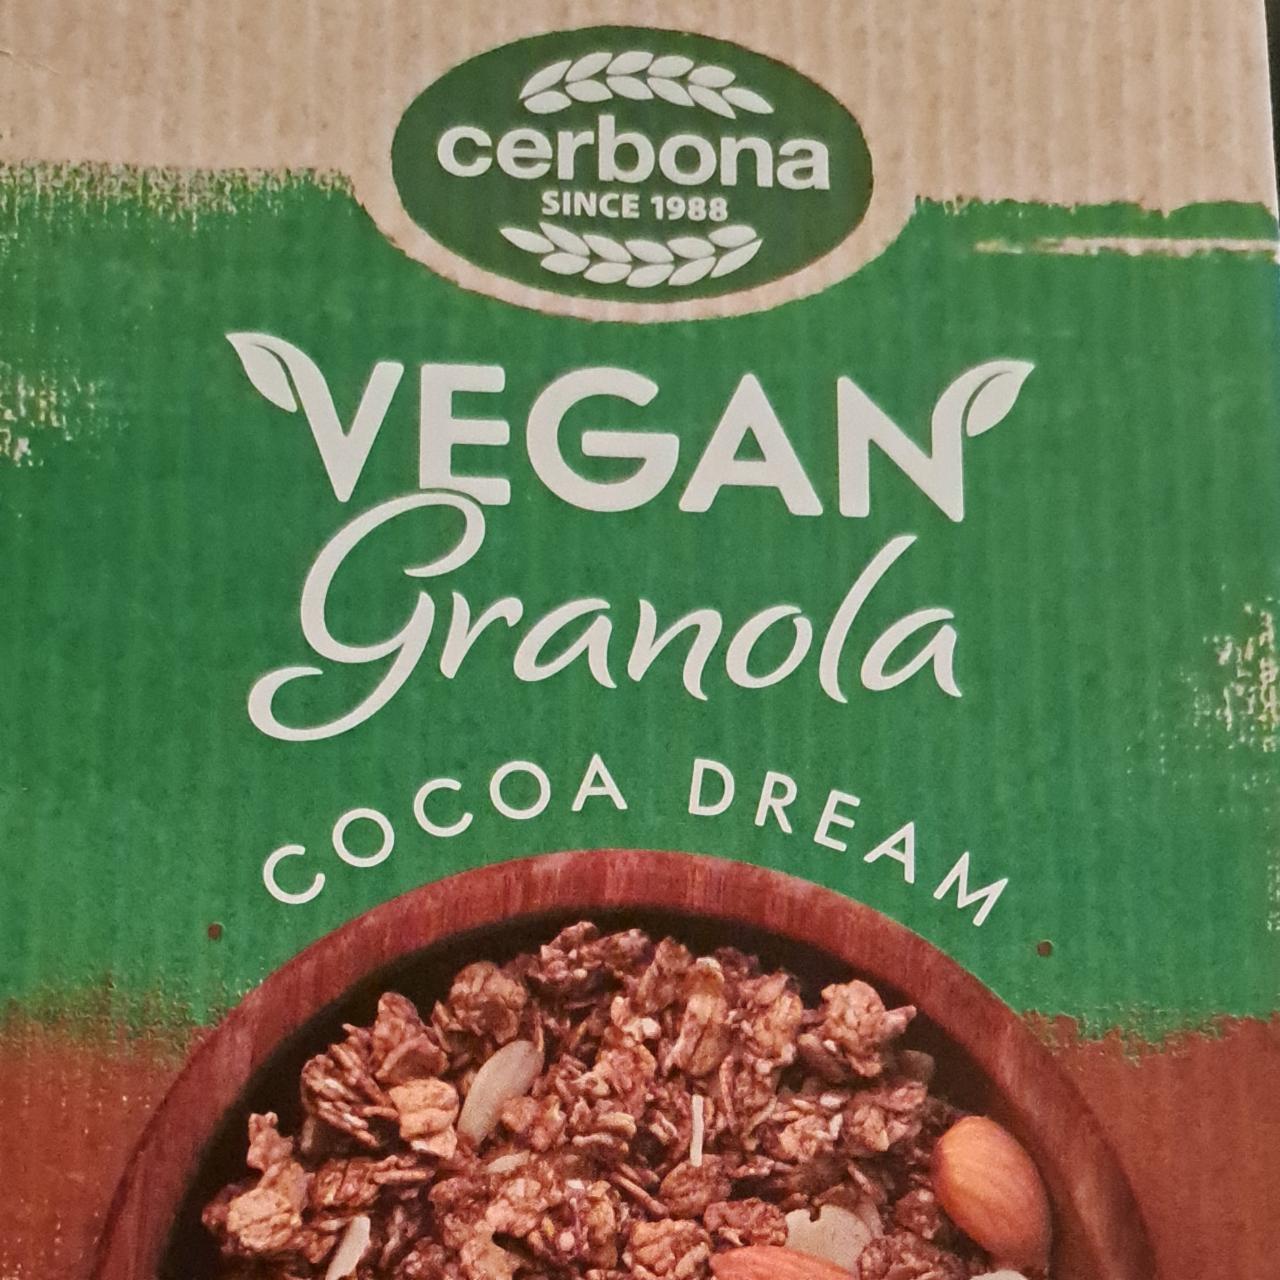 cerbona
SINCE 1988
VEGAN
Granola
COCOA DREAM